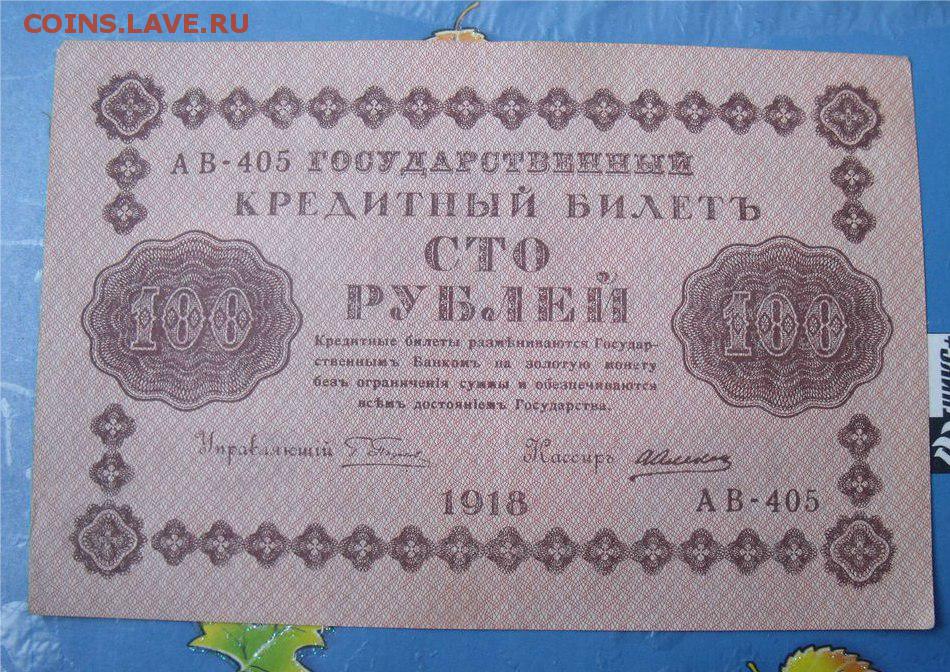 COINS.LAVE.RU
АВ-405 ГОСУДАРСТВЕННЫЙ
КРЕДИТНЫЙ БИЛЕТЪ
СТО
РУБЛЕЙ
100
100
Кредитные билеты размѣниваются Государ-
ственнымъ Банкомъ на золотую монету
безъ ограниченія суммы и обезпечиваются
всѣмъ достояніемъ Государства.
Управляющій
Кассиръ
1918
АВ-405